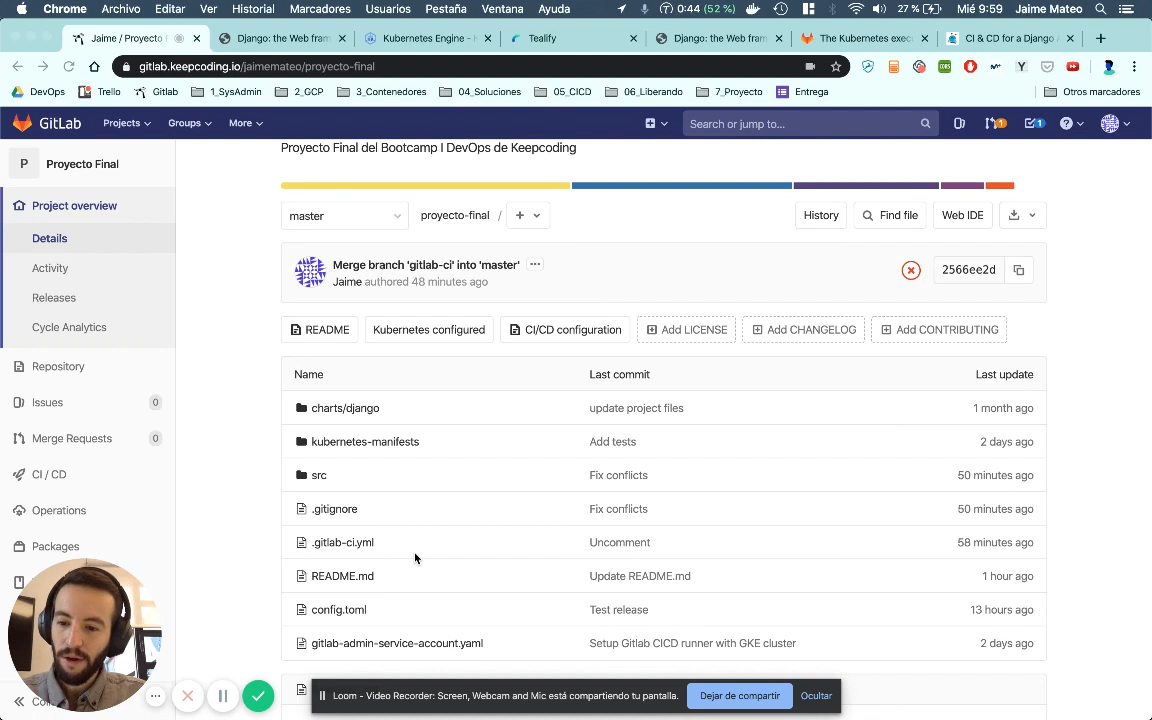 Chrome Archivo Editar Ver Historial Marcadores Usuarios Pestaña Ventana Ayuda 0:44 (52 %) 27 % Mié 9:59 Jaime Mateo
Jaime / Proyecto F Django: the Web fram Kubernetes Engine - K Tealify Django: the Web fram The Kubernetes exec CI & CD for a Django A
gitlab.keepcoding.io/jaimemateo/proyecto-final
DevOps Trello Gitlab 1_SysAdmin 2_GCP 3_Contenedores 04_Soluciones 05_CICD 06_Liberando 7_Proyecto Entrega Otros marcadores
GitLab Projects Groups More Search or jump to... 1 1
P Proyecto Final
Project overview
Details
Activity
Releases
Cycle Analytics
Repository
Issues 0
Merge Requests 0
CI / CD
Operations
Packages
Proyecto Final del Bootcamp I DevOps de Keepcoding
master proyecto-final / + History Find file Web IDE
Merge branch 'gitlab-ci' into 'master' ...
Jaime authored 48 minutes ago
2566ee2d
README Kubernetes configured CI/CD configuration Add LICENSE Add CHANGELOG Add CONTRIBUTING
Name Last commit Last update
charts/django update project files 1 month ago
kubernetes-manifests Add tests 2 days ago
src Fix conflicts 50 minutes ago
.gitignore Fix conflicts 50 minutes ago
.gitlab-ci.yml Uncomment 58 minutes ago
README.md Update README.md 1 hour ago
config.toml Test release 13 hours ago
gitlab-admin-service-account.yaml Setup Gitlab CICD runner with GKE cluster 2 days ago
Loom – Video Recorder: Screen, Webcam and Mic está compartiendo tu pantalla. Dejar de compartir Ocultar